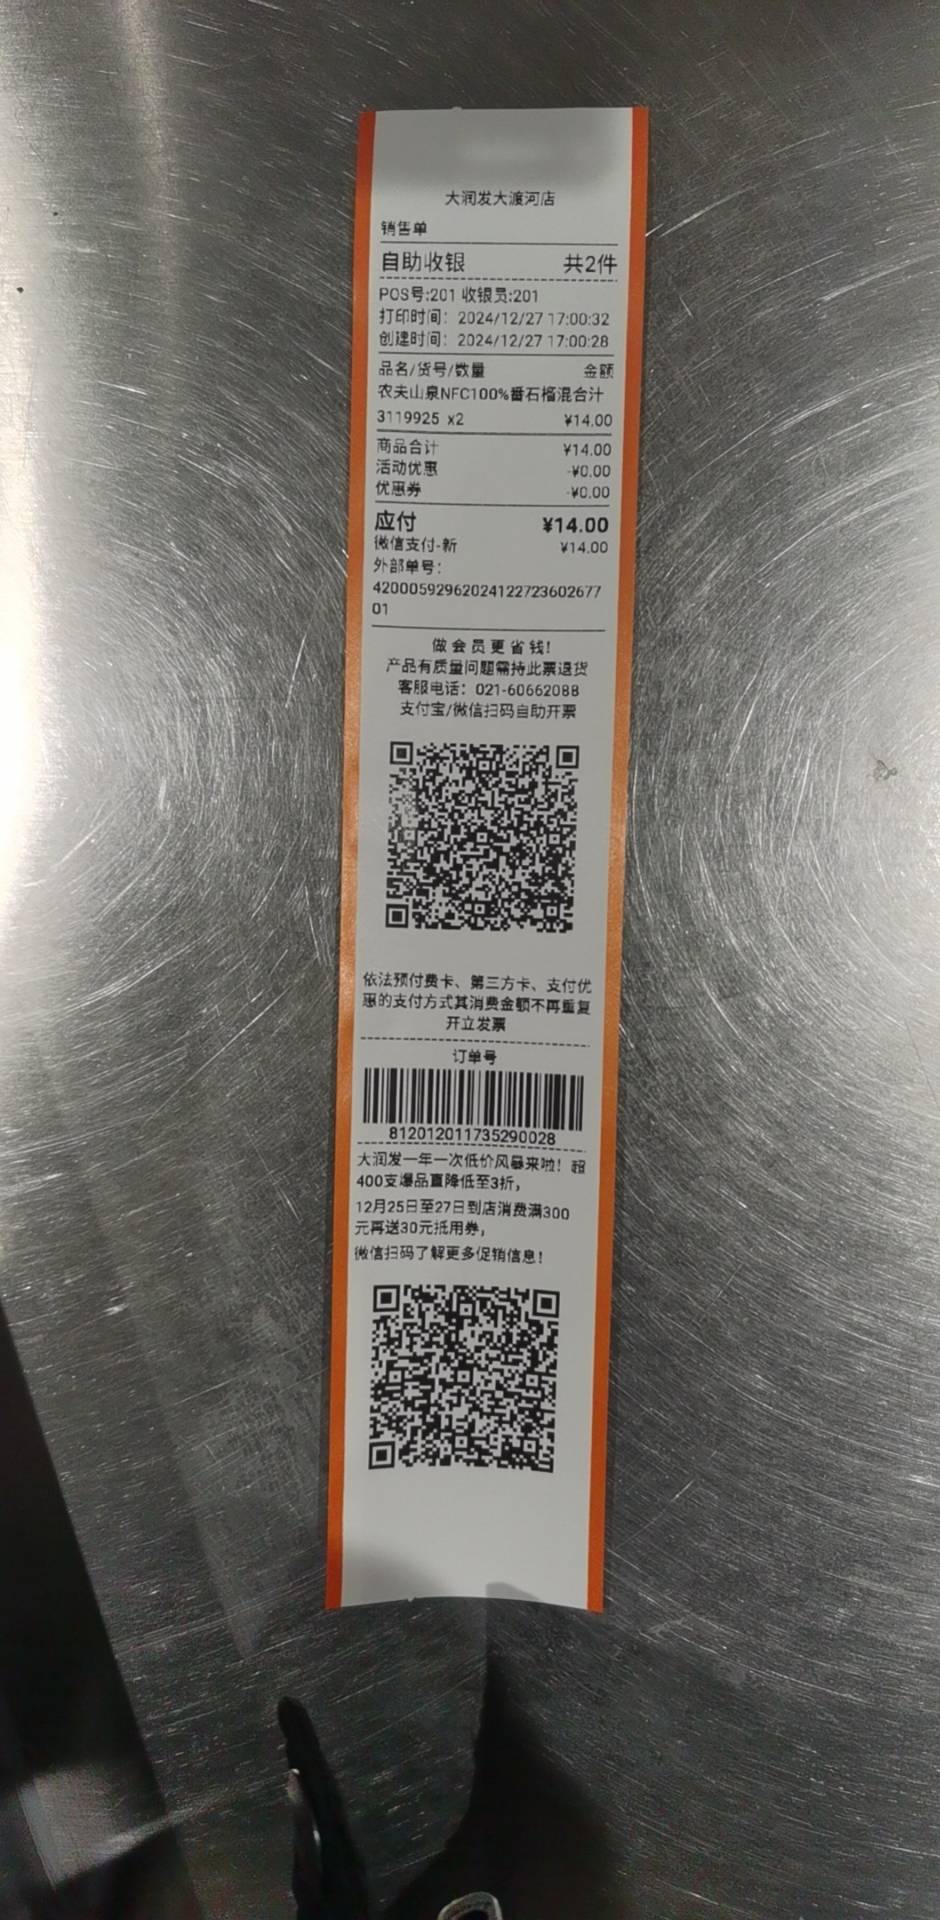 大润发大渡河店
销售单
自助收银 共2件
POS号:201 收银员:201
打印时间: 2024/12/27 17:00:32
创建时间: 2024/12/27 17:00:28
品名/货号/数量 金额
农夫山泉NFC100%番石榴混合汁
3119925 x2 ¥14.00
商品合计 ¥14.00
活动优惠 -¥0.00
优惠券 -¥0.00
应付 ¥14.00
微信支付-新 ¥14.00
外部单号:
42000592962024122723602677
01
做会员更省钱!
产品有质量问题需持此票退货
客服电话: 021-60662088
支付宝/微信扫码自助开票
依法预付费卡、第三方卡、支付优
惠的支付方式其消费金额不再重复
开立发票
订单号
812012011735290028
大润发一年一次低价风暴来啦! 超
400支爆品直降低至3折,
12月25日至27日到店消费满300
元再送30元抵用券,
微信扫码了解更多促销信息!